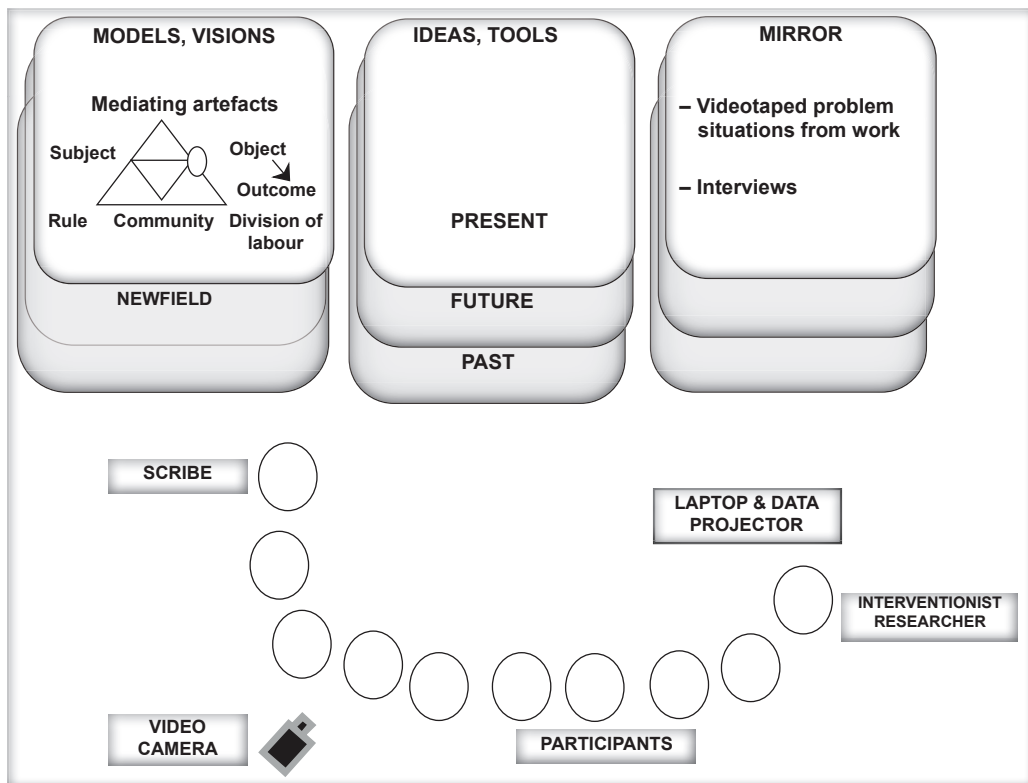 MODELS, VISIONS
Mediating artefacts
Subject
Object
Outcome
Rule
Community
Division of
labour
NEWFIELD
IDEAS, TOOLS
PRESENT
FUTURE
PAST
MIRROR
– Videotaped problem
situations from work
– Interviews
SCRIBE
LAPTOP & DATA
PROJECTOR
INTERVENTIONIST
RESEARCHER
VIDEO
CAMERA
PARTICIPANTS